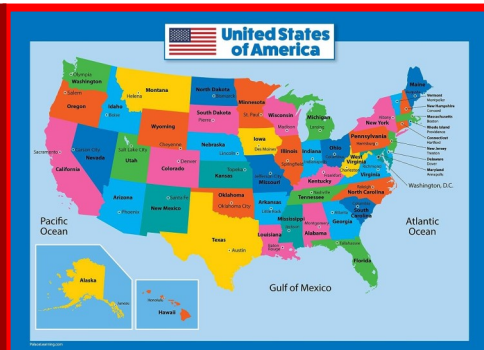 United States
of America
Olympia
Washington
Salem
Oregon
Montana
Helena
Idaho
Boise
North Dakota
Bismarck
Minnesota
St. Paul
South Dakota
Pierre
Wyoming
Cheyenne
Wisconsin
Madison
Michigan
Lansing
Maine
Vermont
Montpelier
New Hampshire
Concord
Massachusetts
Boston
Rhode Island
Providence
Connecticut
Hartford
New Jersey
Trenton
Delaware
Dover
Maryland
Annapolis
Washington, D.C.
New York
Albany
Pennsylvania
Harrisburg
Iowa
Des Moines
Nebraska
Lincoln
Sacramento
California
Carson City
Nevada
Salt Lake City
Utah
Denver
Colorado
Topeka
Kansas
Jefferson City
Missouri
Illinois
Springfield
Indiana
Ohio
West
Virginia
Charleston
Virginia
Frankfort
Kentucky
Nashville
Tennessee
Raleigh
North Carolina
South
Carolina
Arizona
Phoenix
Santa Fe
New Mexico
Oklahoma
Oklahoma City
Arkansas
Little Rock
Mississippi
Alabama
Montgomery
Georgia
Atlanta
Texas
Austin
Louisiana
Baton
Rouge
Tallahassee
Florida
Pacific
Ocean
Atlantic
Ocean
Gulf of Mexico
Alaska
Juneau
Honolulu
Hawaii